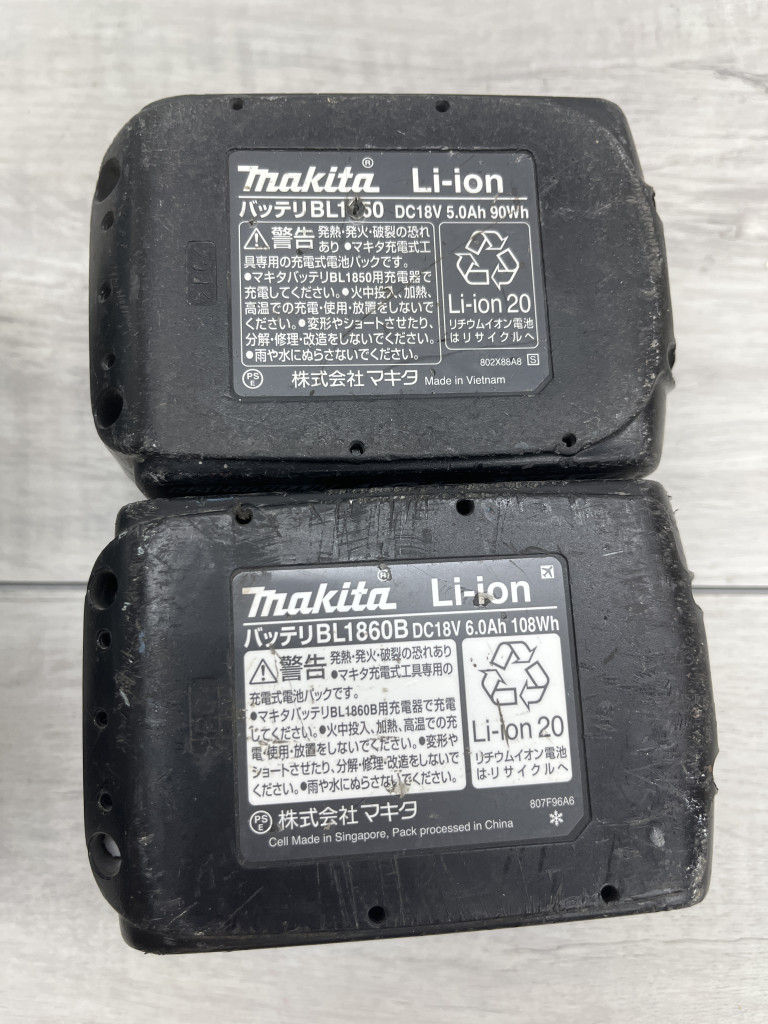 makita® Li-ion
バッテリBL1850 DC18V 5.0Ah 90Wh
警告 発熱・発火・破裂の恐れ
あり ●マキタ充電式工
具専用の充電式電池パックです。
●マキタバッテリBL1850用充電器で
充電してください。●火中投入、加熱、
高温での充電・使用・放置をしないで
ください。●変形やショートさせたり、
分解・修理・改造をしないでください。
●雨や水にぬらさないでください。
Li-ion 20
リチウムイオン電池
はリサイクルへ
802X88A8 S
PSE 株式会社マキタ Made in Vietnam
makita® Li-ion
バッテリBL1860B DC18V 6.0Ah 108Wh
警告 発熱・発火・破裂の恐れあり
●マキタ充電式工具専用の
充電式電池パックです。
●マキタバッテリBL1860B用充電器で充電
してください。●火中投入、加熱、高温での充
電・使用・放置をしないでください。●変形や
ショートさせたり、分解・修理・改造をしないで
ください。●雨や水にぬらさないでください。
Li-ion 20
リチウムイオン電池
はリサイクルへ
807F96A6
PSE 株式会社マキタ
Cell Made in Singapore, Pack processed in China